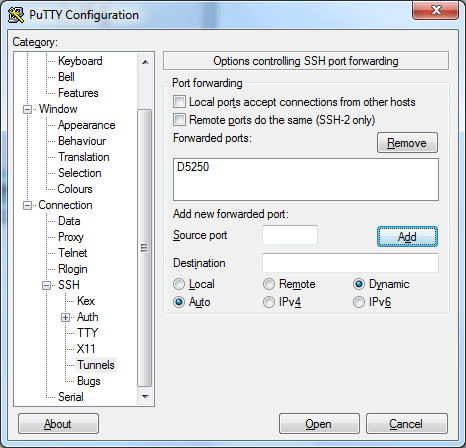 PuTTY Configuration
Category:
Keyboard
Bell
Features
Window
Appearance
Behaviour
Translation
Selection
Colours
Connection
Data
Proxy
Telnet
Rlogin
SSH
Kex
Auth
TTY
X11
Tunnels
Bugs
Serial
Options controlling SSH port forwarding
Port forwarding
Local ports accept connections from other hosts
Remote ports do the same (SSH-2 only)
Forwarded ports: Remove
D5250
Add new forwarded port:
Source port Add
Destination
Local Remote Dynamic
Auto IPv4 IPv6
About Open Cancel